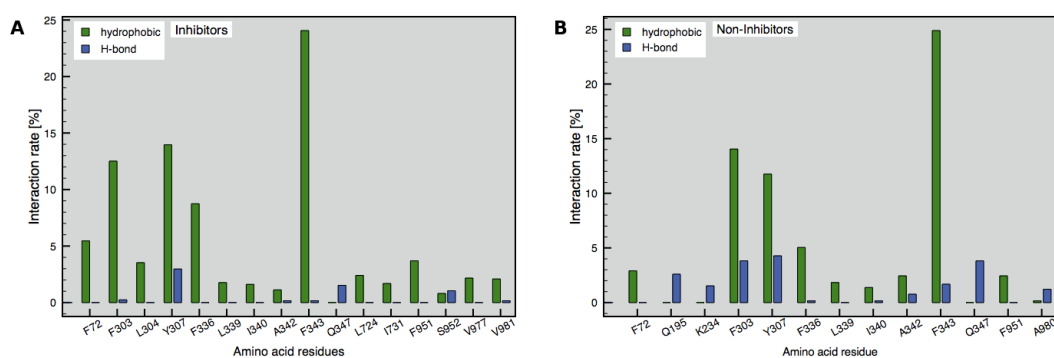 A
hydrophobic
H-bond
Inhibitors
Interaction rate [%]
25
20
15
10
5
0
F72 F303 L304 Y307 F336 L339 I340 A342 F343 Q347 L724 I731 F951 S952 V977 V981
Amino acid residues
B
hydrophobic
H-bond
Non-Inhibitors
Interaction rate [%]
25
20
15
10
5
0
F72 Q195 K234 F303 Y307 F336 L339 I340 A342 F343 Q347 F951 A980
Amino acid residue